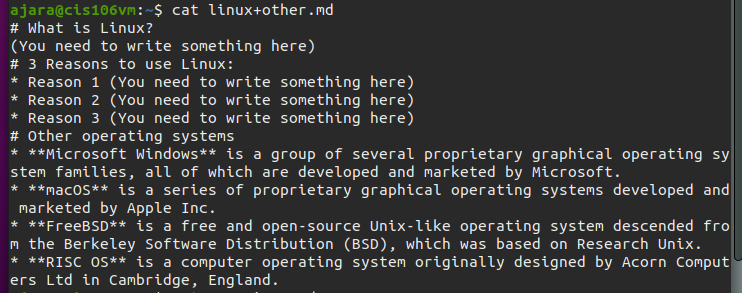 ajara@cis106vm:~$ cat linux+other.md
# What is Linux?
(You need to write something here)
# 3 Reasons to use Linux:
* Reason 1 (You need to write something here)
* Reason 2 (You need to write something here)
* Reason 3 (You need to write something here)
# Other operating systems
* **Microsoft Windows** is a group of several proprietary graphical operating sy
stem families, all of which are developed and marketed by Microsoft.
* **macOS** is a series of proprietary graphical operating systems developed and
 marketed by Apple Inc.
* **FreeBSD** is a free and open-source Unix-like operating system descended fro
m the Berkeley Software Distribution (BSD), which was based on Research Unix.
* **RISC OS** is a computer operating system originally designed by Acorn Comput
ers Ltd in Cambridge, England.